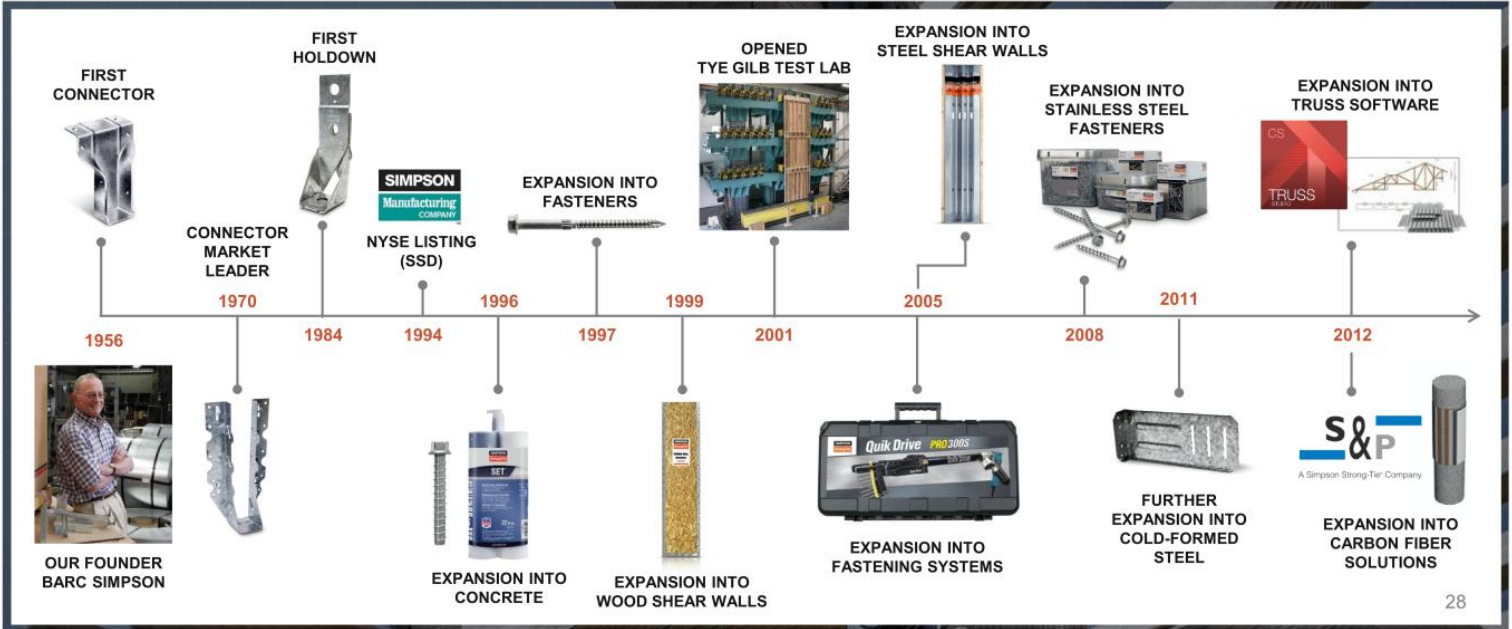 FIRST
CONNECTOR
FIRST
HOLDOWN
CONNECTOR
MARKET
LEADER
SIMPSON
Manufacturing
COMPANY
NYSE LISTING
(SSD)
EXPANSION INTO
FASTENERS
OPENED
TYE GILB TEST LAB
EXPANSION INTO
STEEL SHEAR WALLS
EXPANSION INTO
STAINLESS STEEL
FASTENERS
EXPANSION INTO
TRUSS SOFTWARE
CS
TRUSS
STUDIO
1956
1970
1984
1994
1996
1997
1999
2001
2005
2008
2011
2012
OUR FOUNDER
BARC SIMPSON
SET
EXPANSION INTO
CONCRETE
EXPANSION INTO
WOOD SHEAR WALLS
Quik Drive PRO300S
EXPANSION INTO
FASTENING SYSTEMS
FURTHER
EXPANSION INTO
COLD-FORMED
STEEL
S&P
A Simpson Strong-Tie® Company
EXPANSION INTO
CARBON FIBER
SOLUTIONS
28